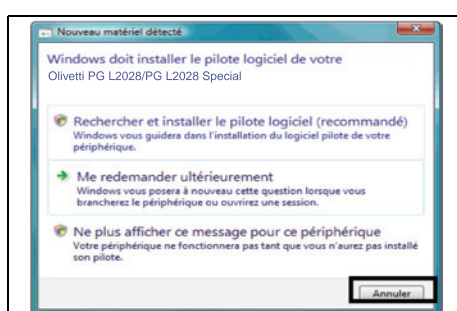 Nouveau matériel détecté
Windows doit installer le pilote logiciel de votre
Olivetti PG L2028/PG L2028 Special
Rechercher et installer le pilote logiciel (recommandé)
Windows vous guidera dans l'installation du logiciel pilote de votre
périphérique.
Me redemander ultérieurement
Windows vous posera à nouveau cette question lorsque vous
brancherez le périphérique ou ouvrirez une session.
Ne plus afficher ce message pour ce périphérique
Votre périphérique ne fonctionnera pas tant que vous n'aurez pas installé
son pilote.
Annuler